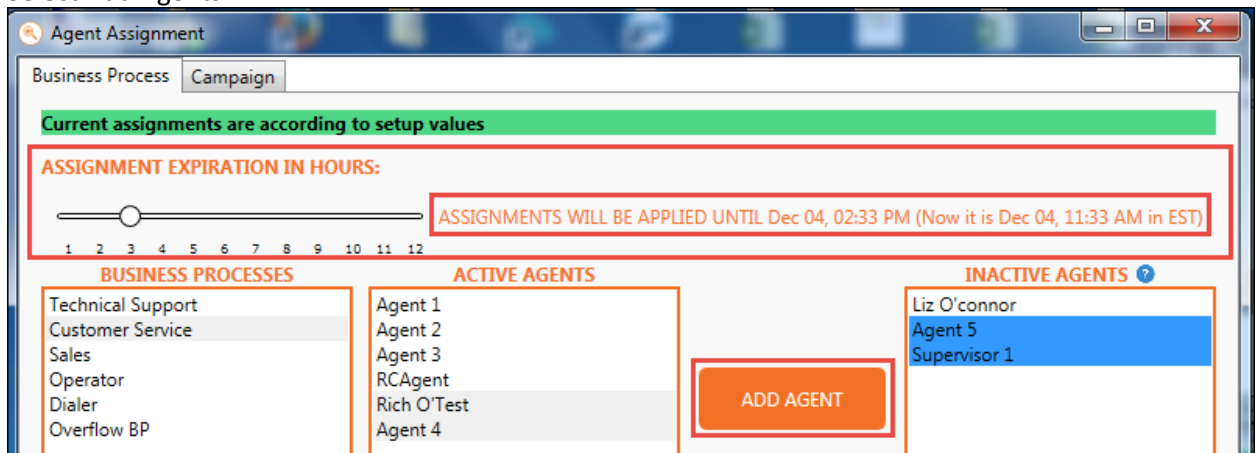 Agent Assignment
Business Process Campaign
Current assignments are according to setup values
ASSIGNMENT EXPIRATION IN HOURS:
ASSIGNMENTS WILL BE APPLIED UNTIL Dec 04, 02:33 PM (Now it is Dec 04, 11:33 AM in EST)
1 2 3 4 5 6 7 8 9 10 11 12
BUSINESS PROCESSES
Technical Support
Customer Service
Sales
Operator
Dialer
Overflow BP
ACTIVE AGENTS
Agent 1
Agent 2
Agent 3
RCAgent
Rich O'Test
Agent 4
ADD AGENT
INACTIVE AGENTS ?
Liz O'connor
Agent 5
Supervisor 1